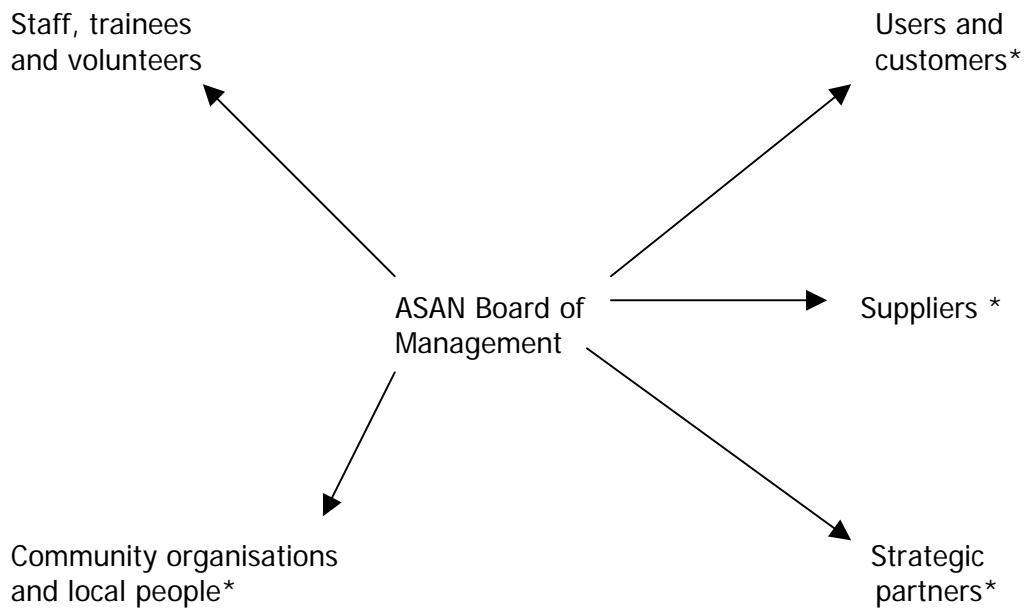 Staff, trainees
and volunteers
Users and
customers*
ASAN Board of
Management
Suppliers *
Community organisations
and local people*
Strategic
partners*